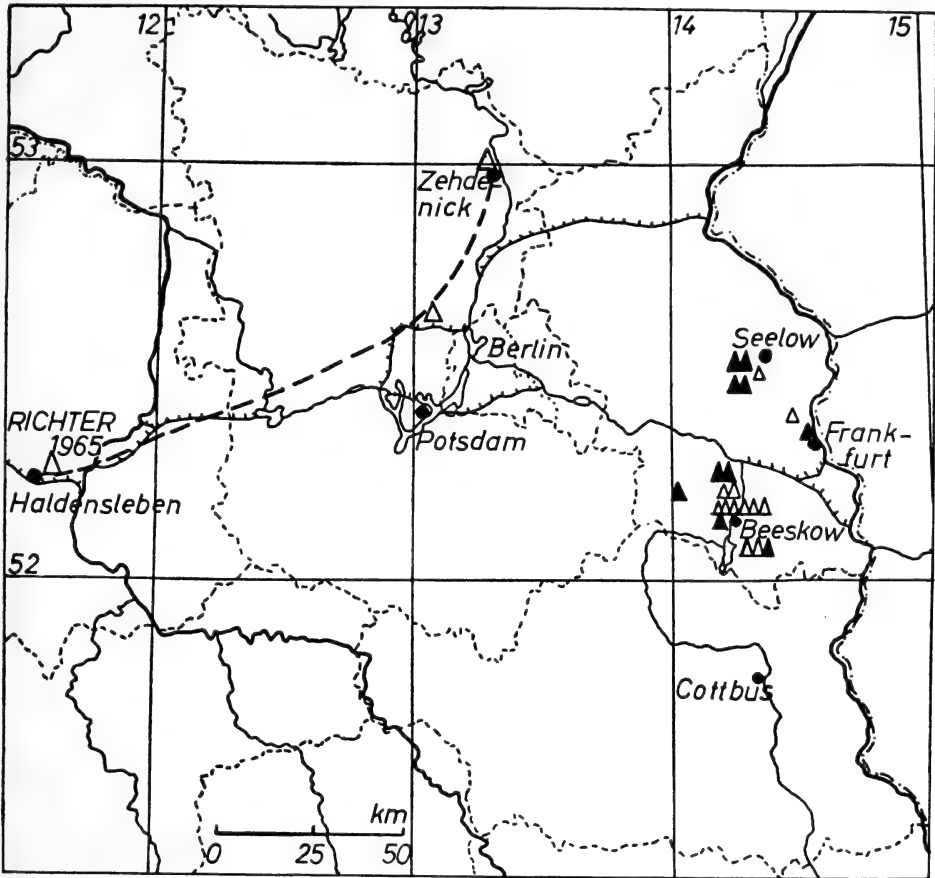 12 13 14 15
53
Zehde-
nick
Seelow
Berlin
RICHTER
1965
Potsdam
Frank-
furt
Haldensleben
Beeskow
52
Cottbus
km
0 25 50